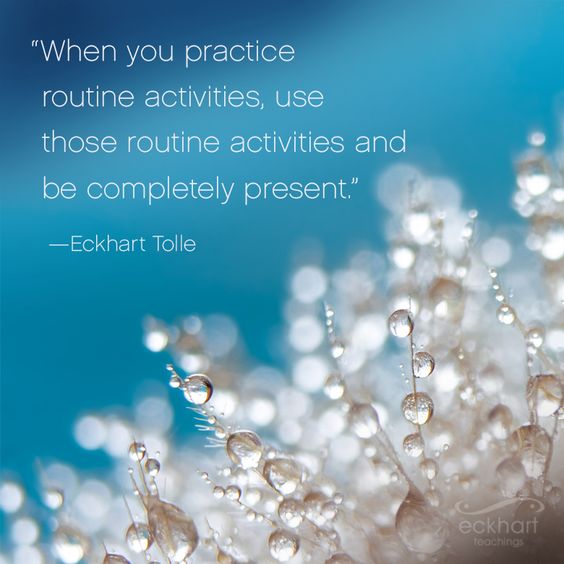 “When you practice
routine activities, use
those routine activities and
be completely present.”
—Eckhart Tolle
eckhart
teachings